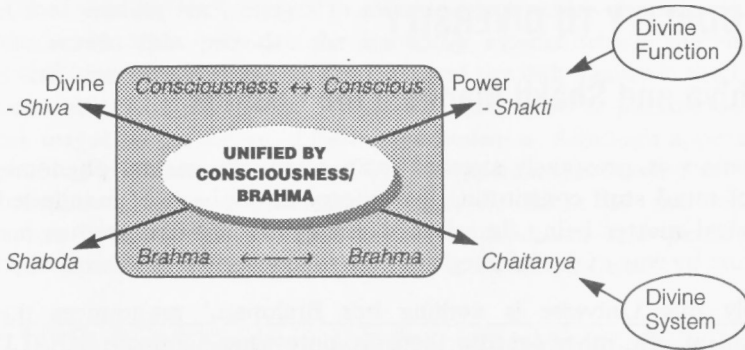 Divine
Function
Divine Consciousness ↔ Conscious Power
- Shiva - Shakti
UNIFIED BY
CONSCIOUSNESS/
BRAHMA
Shabda Brahma ←–→ Brahma Chaitanya
Divine
System